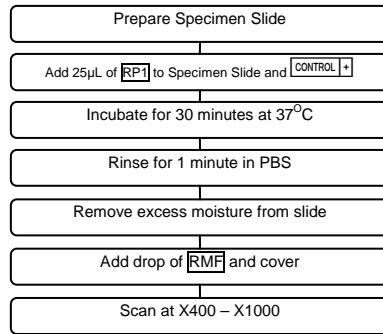 Prepare Specimen Slide
Add 25µL of RP1 to Specimen Slide and CONTROL +
Incubate for 30 minutes at 37ᴼC
Rinse for 1 minute in PBS
Remove excess moisture from slide
Add drop of RMF and cover
Scan at X400 – X1000